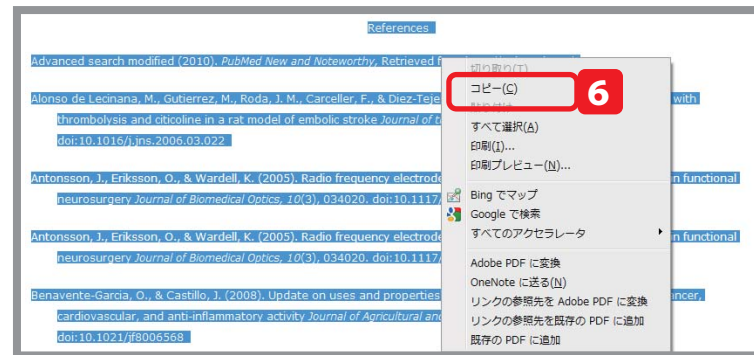 References
Advanced search modified (2010). PubMed New and Noteworthy, Retrieved
Alonso de Lecinana, M., Gutierrez, M., Roda, J. M., Carceller, F., & Diez-Teje
with
thrombolysis and citicoline in a rat model of embolic stroke Journal of
doi:10.1016/j.jns.2006.03.022
Antonsson, J., Eriksson, O., & Wardell, K. (2005). Radio frequency electrode
n functional
neurosurgery Journal of Biomedical Optics, 10(3), 034020. doi:10.1117/
Antonsson, J., Eriksson, O., & Wardell, K. (2005). Radio frequency electrode
n functional
neurosurgery Journal of Biomedical Optics, 10(3), 034020. doi:10.1117/
Benavente-Garcia, O., & Castillo, J. (2008). Update on uses and properties
ncer,
cardiovascular, and anti-inflammatory activity Journal of Agricultural and
doi:10.1021/jf8006568
切り取り(T)
コピー(C)
6
すべて選択(A)
印刷(I)...
印刷プレビュー(N)...
Bing でマップ
Google で検索
すべてのアクセラレータ
Adobe PDF に変換
OneNote に送る(N)
リンクの参照先を Adobe PDF に変換
リンクの参照先を既存の PDF に追加
既存の PDF に追加